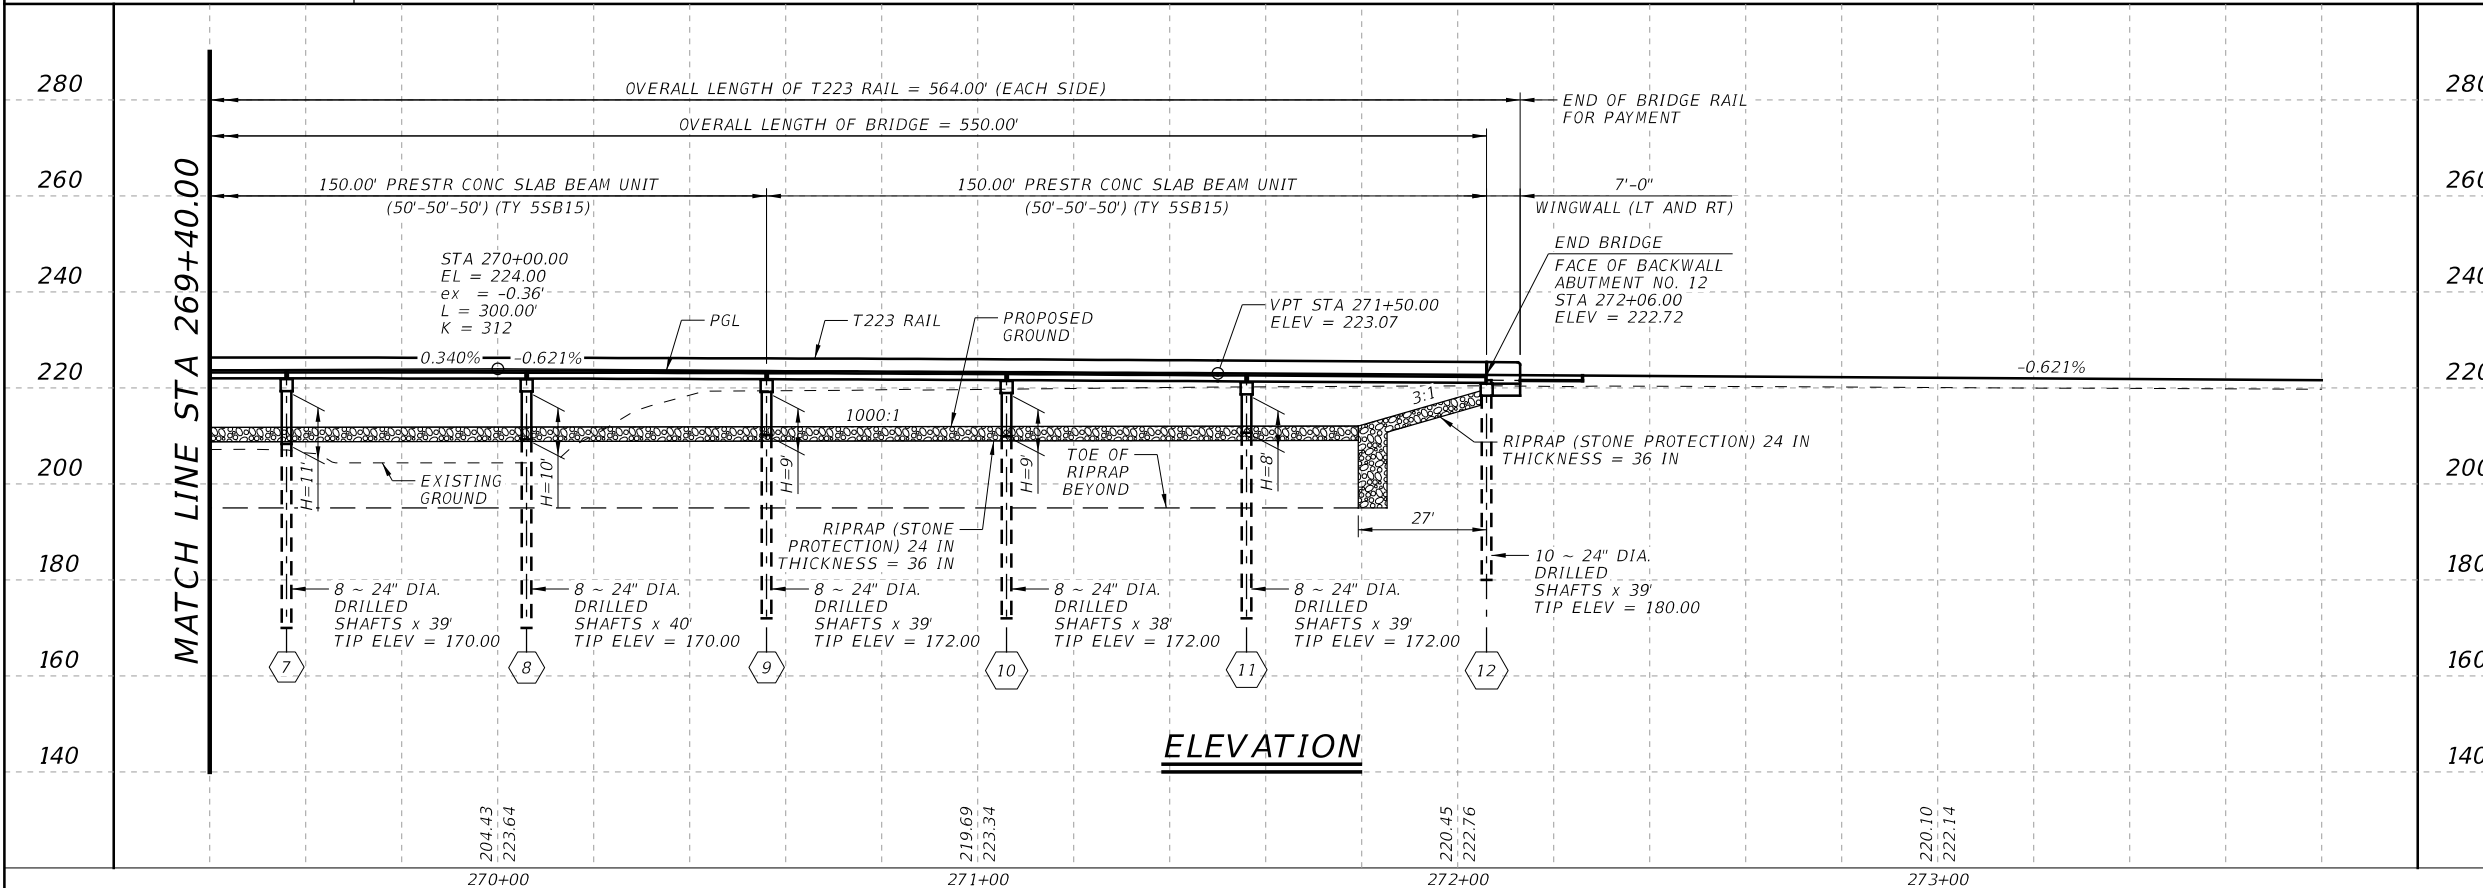 280
260
240
220
200
180
160
140
MATCH LINE STA 269+40.00
OVERALL LENGTH OF T223 RAIL = 564.00' (EACH SIDE)
END OF BRIDGE RAIL
FOR PAYMENT
OVERALL LENGTH OF BRIDGE = 550.00'
150.00' PRESTR CONC SLAB BEAM UNIT
(50'-50'-50') (TY 5SB15)
150.00' PRESTR CONC SLAB BEAM UNIT
(50'-50'-50') (TY 5SB15)
7'-0"
WINGWALL (LT AND RT)
STA 270+00.00
EL = 224.00
ex = -0.36'
L = 300.00'
K = 312
END BRIDGE
FACE OF BACKWALL
ABUTMENT NO. 12
STA 272+06.00
ELEV = 222.72
PGL
T223 RAIL
PROPOSED
GROUND
VPT STA 271+50.00
ELEV = 223.07
0.340%
-0.621%
-0.621%
1000:1
3:1
H=11'
H=10'
H=9'
H=9'
H=8'
EXISTING
GROUND
TOE OF
RIPRAP
BEYOND
RIPRAP (STONE PROTECTION) 24 IN
THICKNESS = 36 IN
RIPRAP (STONE
PROTECTION) 24 IN
THICKNESS = 36 IN
27'
8 ~ 24" DIA.
DRILLED
SHAFTS x 39'
TIP ELEV = 170.00
8 ~ 24" DIA.
DRILLED
SHAFTS x 40'
TIP ELEV = 170.00
8 ~ 24" DIA.
DRILLED
SHAFTS x 39'
TIP ELEV = 172.00
8 ~ 24" DIA.
DRILLED
SHAFTS x 38'
TIP ELEV = 172.00
8 ~ 24" DIA.
DRILLED
SHAFTS x 39'
TIP ELEV = 172.00
10 ~ 24" DIA.
DRILLED
SHAFTS x 39'
TIP ELEV = 180.00
7
8
9
10
11
12
ELEVATION
204.43
223.64
219.69
223.34
220.45
222.76
220.10
222.14
270+00
271+00
272+00
273+00
280
260
240
220
200
180
160
140